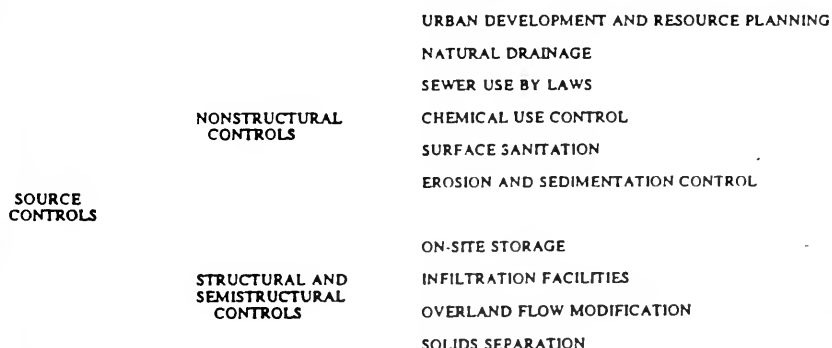 URBAN DEVELOPMENT AND RESOURCE PLANNING
NATURAL DRAINAGE
SEWER USE BY LAWS
NONSTRUCTURAL
CONTROLS
CHEMICAL USE CONTROL
SURFACE SANITATION
EROSION AND SEDIMENTATION CONTROL
SOURCE
CONTROLS
ON-SITE STORAGE
STRUCTURAL AND
SEMISTRUCTURAL
CONTROLS
INFILTRATION FACILITIES
OVERLAND FLOW MODIFICATION
SOLIDS SEPARATION